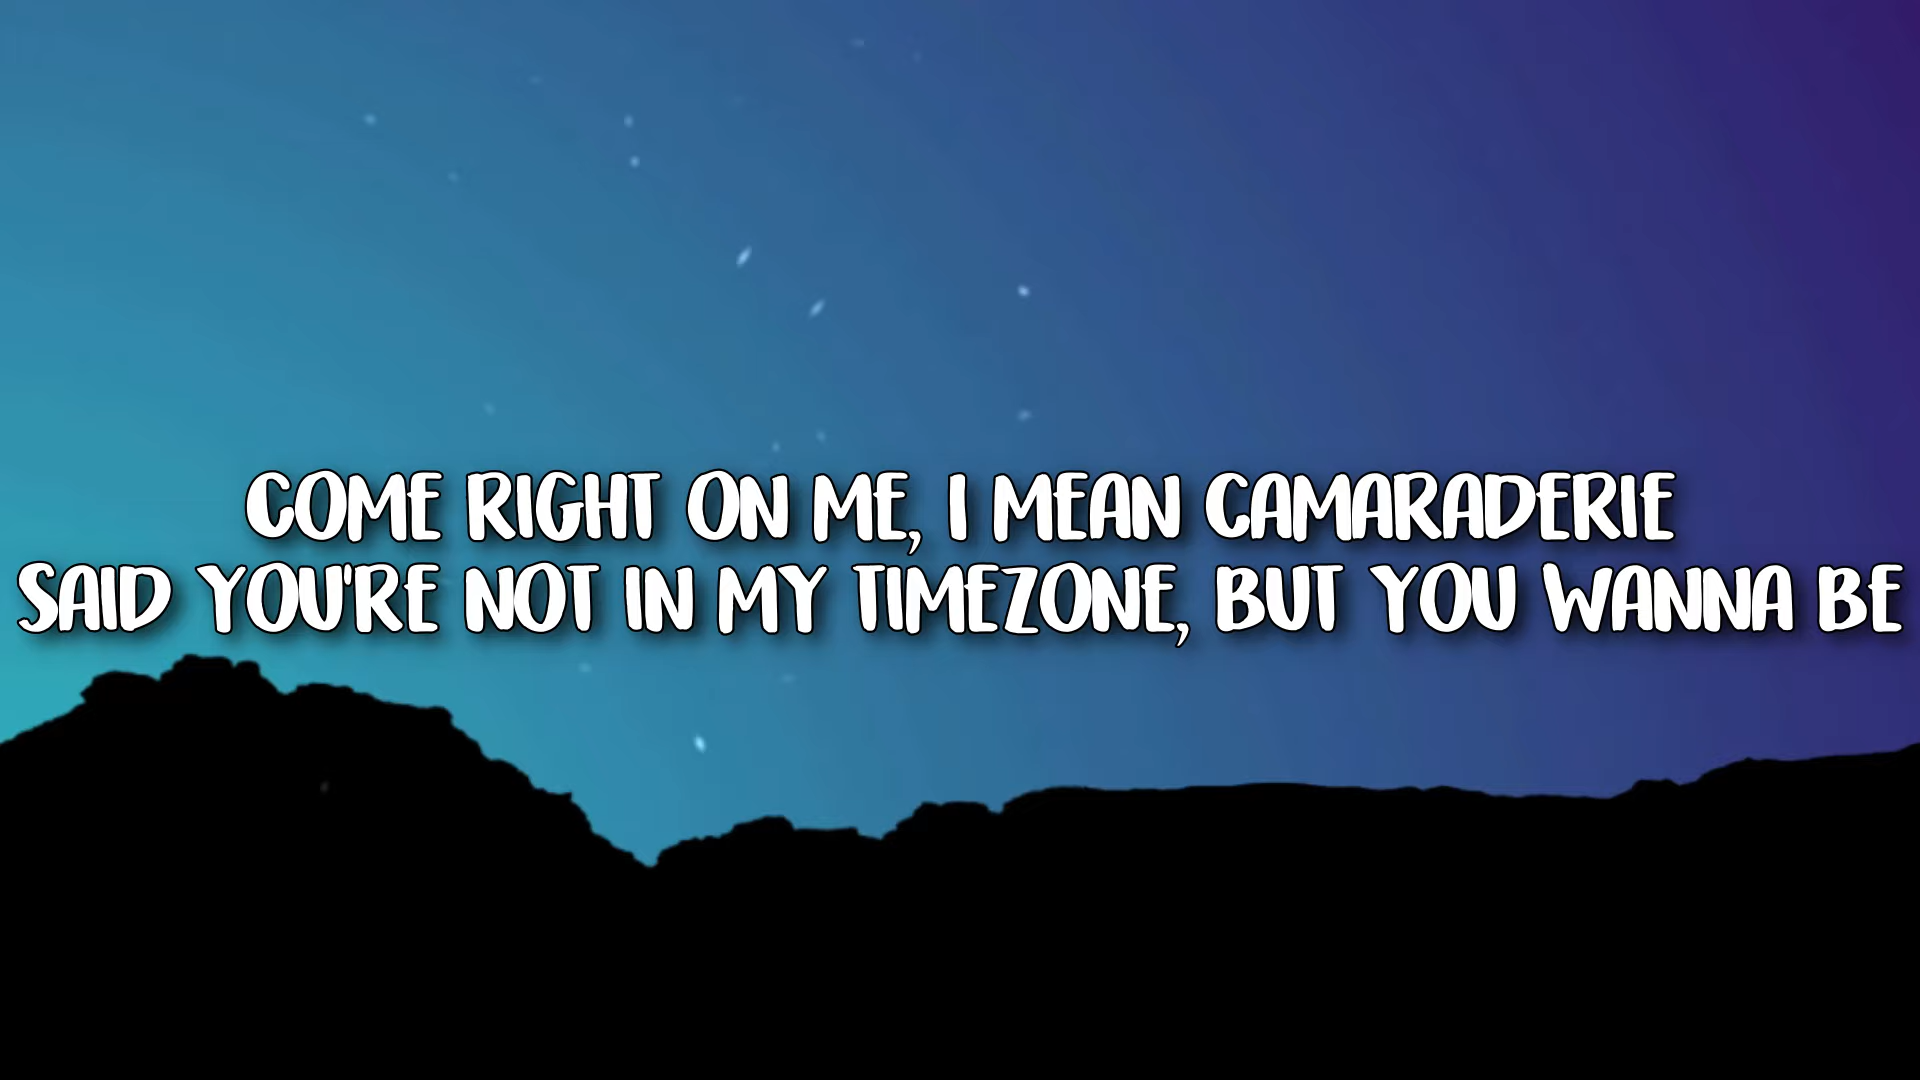 COME RIGHT ON ME, I MEAN CAMARADERIE
SAID YOU'RE NOT IN MY TIMEZONE, BUT YOU WANNA BE